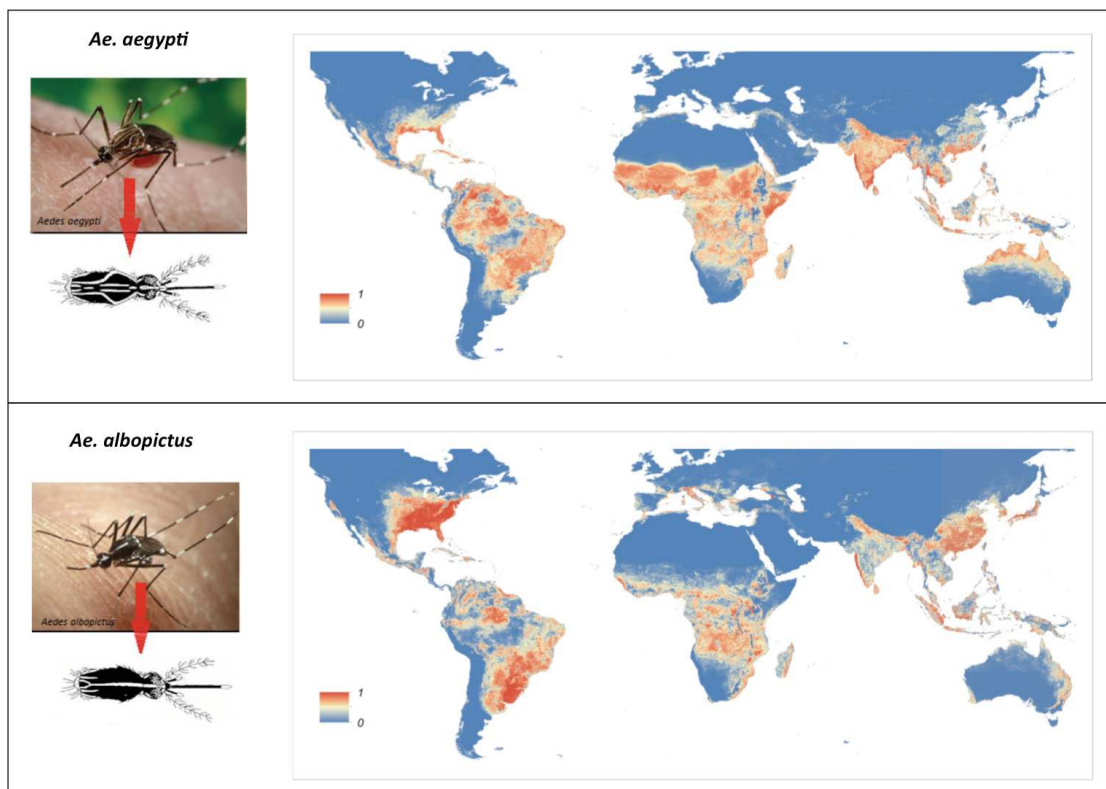 Ae. aegypti
Aedes aegypti
1
0
Ae. albopictus
Aedes albopictus
1
0